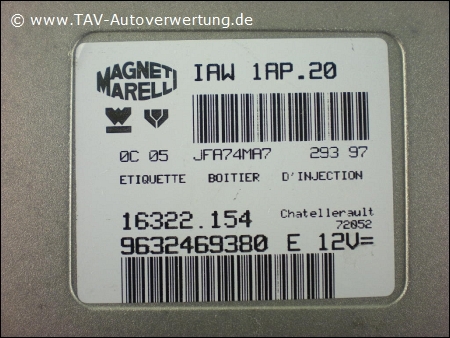 © www.TAV-Autoverwertung.de
MAGNETI
MARELLI
IAW 1AP.20
0C 05 JFA74MA7 293 97
ETIQUETTE BOITIER D'INJECTION
16322.154 Chatellerault
72052
9632469380 E 12V=